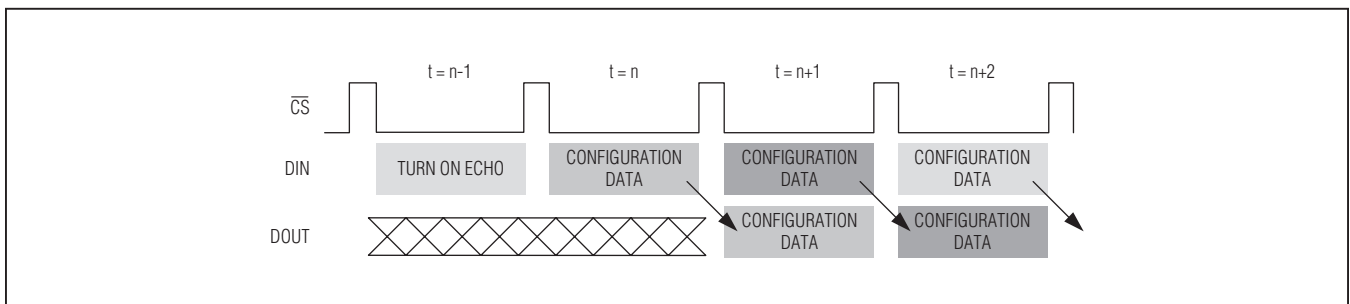 t = n-1 t = n t = n+1 t = n+2
CS
DIN TURN ON ECHO CONFIGURATION DATA CONFIGURATION DATA CONFIGURATION DATA
DOUT CONFIGURATION DATA CONFIGURATION DATA